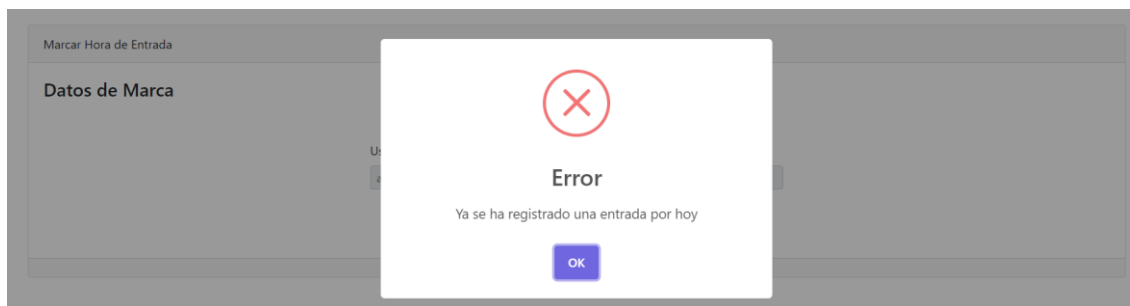 Marcar Hora de Entrada
Datos de Marca
Error
Ya se ha registrado una entrada por hoy
OK